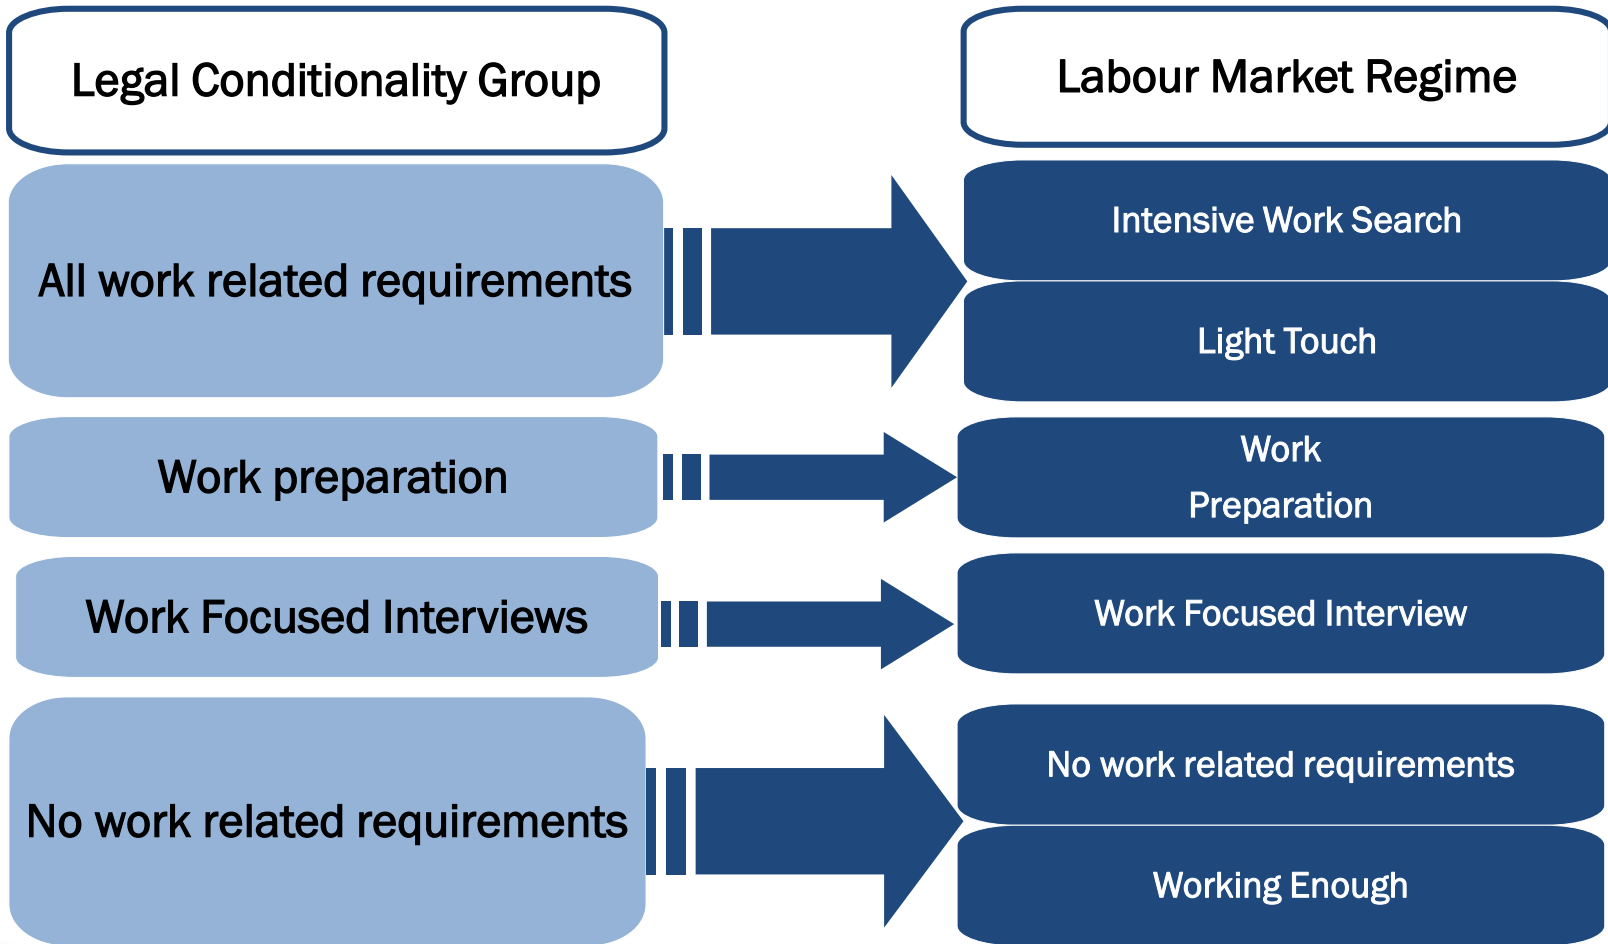 Legal Conditionality Group
Labour Market Regime
All work related requirements
Intensive Work Search
Light Touch
Work preparation
Work
Preparation
Work Focused Interviews
Work Focused Interview
No work related requirements
No work related requirements
Working Enough